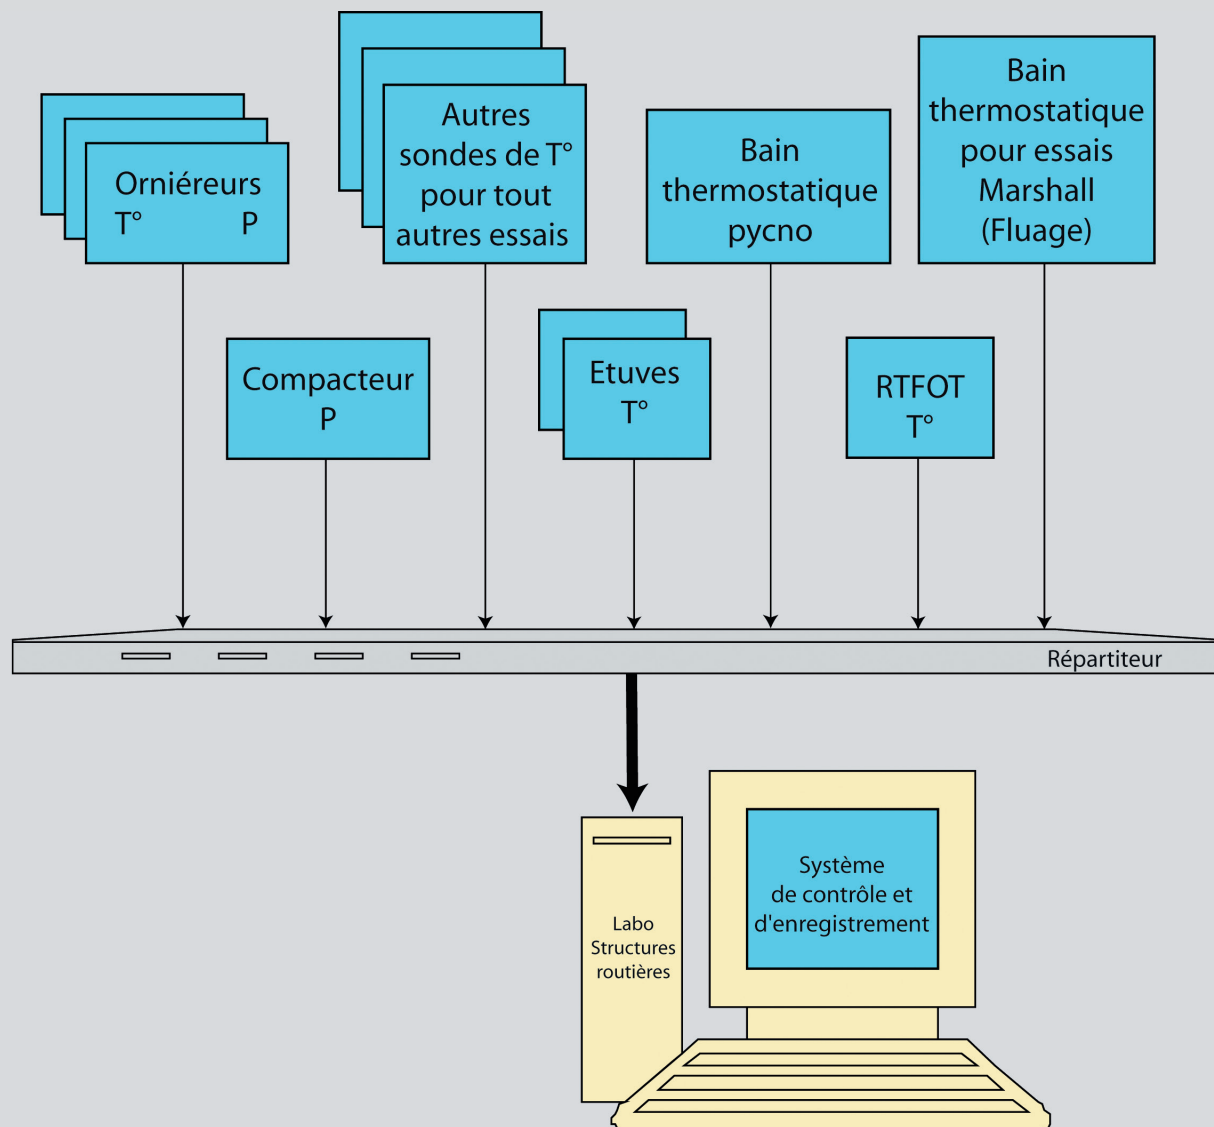 Orniéreurs
T° P
Autres
sondes de T°
pour tout
autres essais
Bain
thermostatique
pycno
Bain
thermostatique
pour essais
Marshall
(Fluage)
Compacteur
P
Etuves
T°
RTFOT
T°
Répartiteur
Labo
Structures
routières
Système
de contrôle et
d'enregistrement